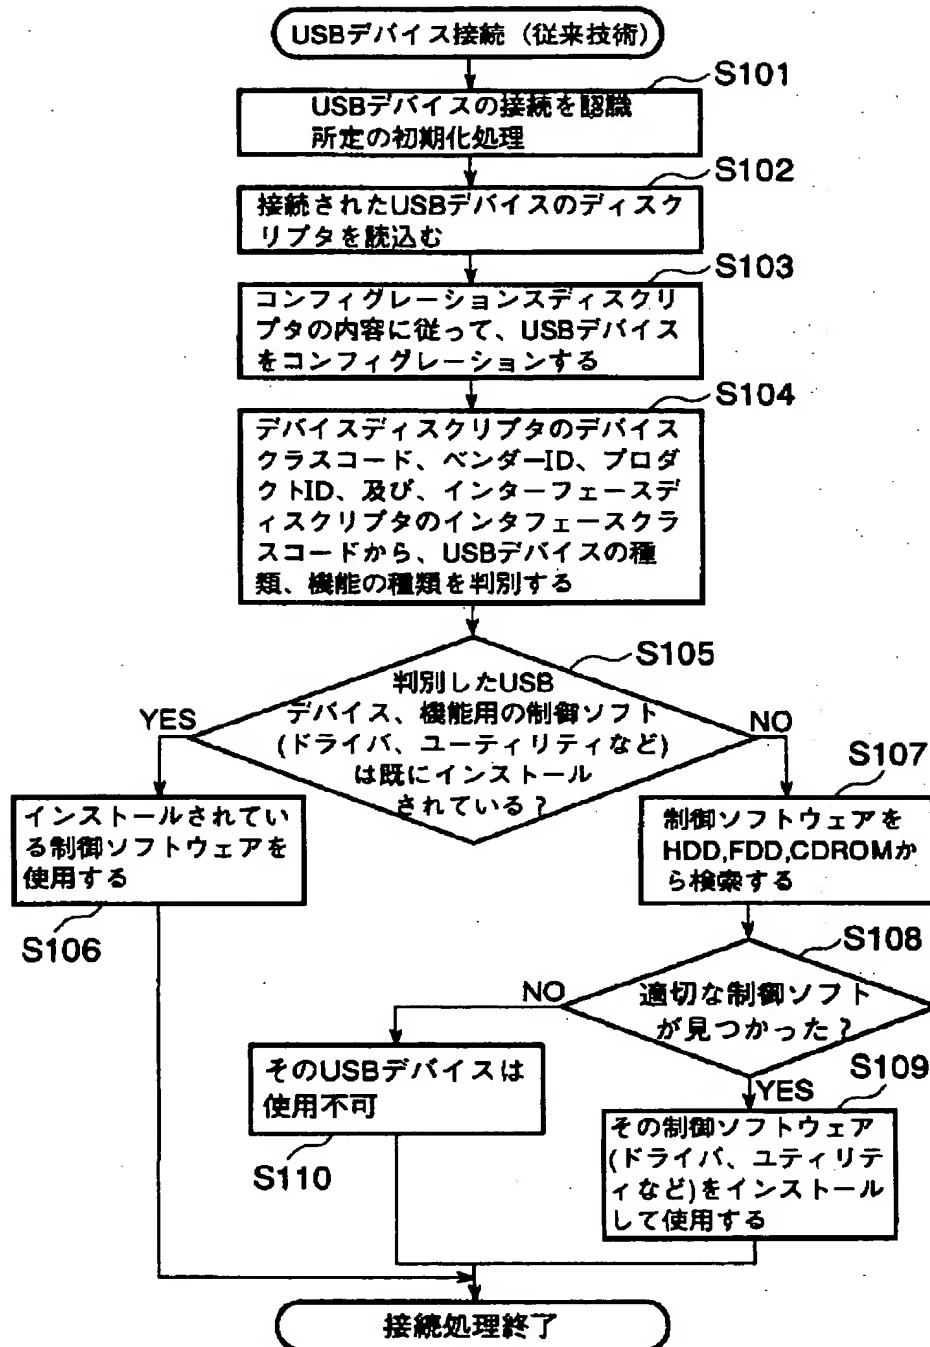 USBデバイス接続（従来技術）
S101
USBデバイスの接続を認識
所定の初期化処理
S102
接続されたUSBデバイスのディスク
リプタを読込む
S103
コンフィグレーションスディスクリ
プタの内容に従って、USBデバイス
をコンフィグレーションする
S104
デバイスディスクリプタのデバイス
クラスコード、ベンダーID、プロダ
クトID、及び、インターフェースデ
ィスクリプタのインタフェースクラ
スコードから、USBデバイスの種
類、機能の種類を判別する
S105
判別したUSB
デバイス、機能用の制御ソフト
(ドライバ、ユーティリティなど)
は既にインストール
されている？
YES
NO
インストールされてい
る制御ソフトウェアを
使用する
S106
S107
制御ソフトウェアを
HDD,FDD,CDROMか
ら検索する
S108
適切な制御ソフト
が見つかった？
NO
YES
そのUSBデバイスは
使用不可
S110
S109
その制御ソフトウェア
(ドライバ、ユティリテ
ィなど)をインストール
して使用する
接続処理終了